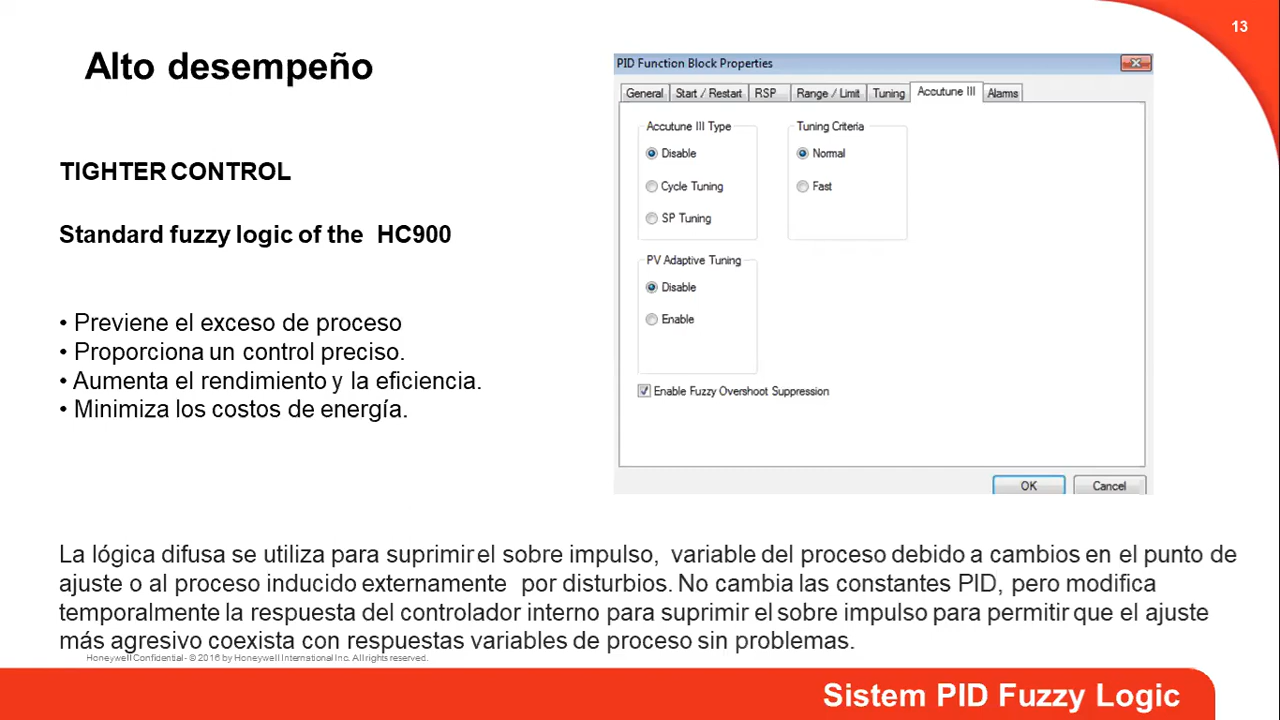 13
Alto desempeño
TIGHTER CONTROL
Standard fuzzy logic of the HC900
• Previene el exceso de proceso
• Proporciona un control preciso.
• Aumenta el rendimiento y la eficiencia.
• Minimiza los costos de energía.
PID Function Block Properties
General Start / Restart RSP Range / Limit Tuning Accutune III Alarms
Accutune III Type
Disable
Cycle Tuning
SP Tuning
Tuning Criteria
Normal
Fast
PV Adaptive Tuning
Disable
Enable
Enable Fuzzy Overshoot Suppression
OK Cancel
La lógica difusa se utiliza para suprimir el sobre impulso, variable del proceso debido a cambios en el punto de
ajuste o al proceso inducido externamente por disturbios. No cambia las constantes PID, pero modifica
temporalmente la respuesta del controlador interno para suprimir el sobre impulso para permitir que el ajuste
más agresivo coexista con respuestas variables de proceso sin problemas.
Honeywell Confidential - © 2016 by Honeywell International Inc. All rights reserved.
Sistem PID Fuzzy Logic